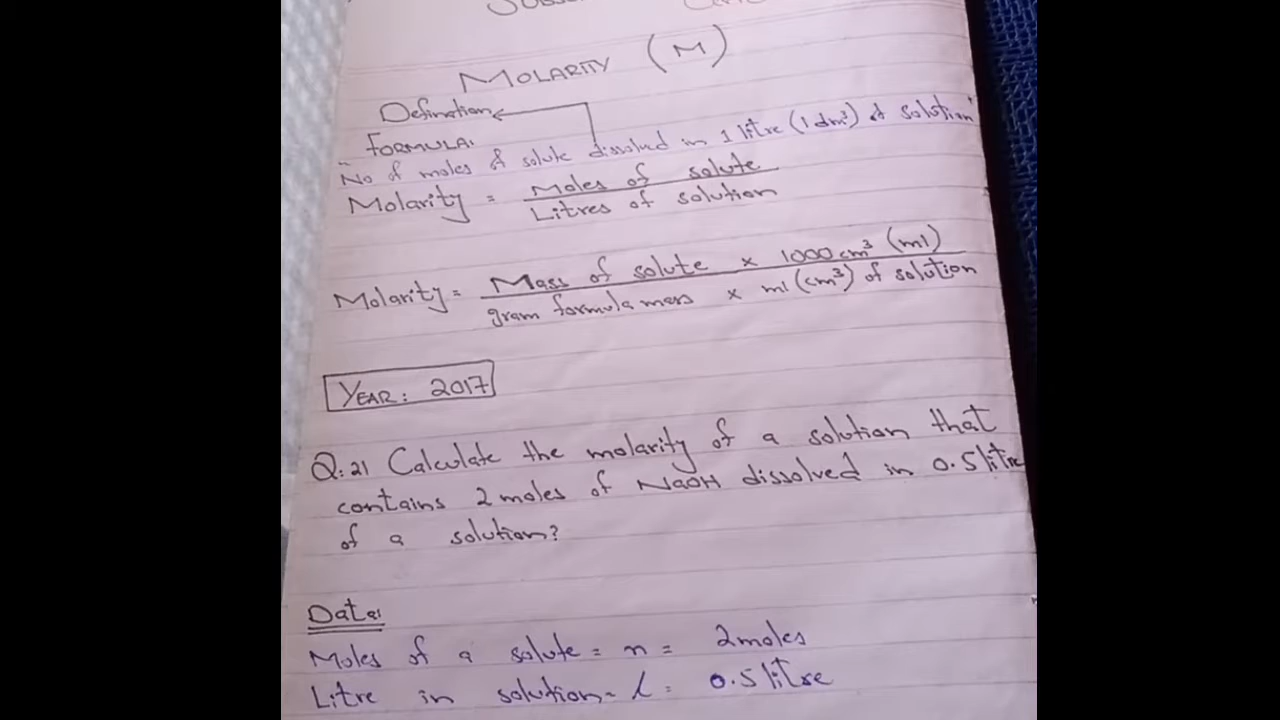 MOLARITY (M)
Definition
FORMULA:
No of moles of solute dissolved in 1 litre (1 dm³) of solution
Molarity = Moles of solute
Litres of solution
Molarity = Mass of solute × 1000 cm³ (ml)
gram formula mass × ml (cm³) of solution
YEAR: 2017
Q:21 Calculate the molarity of a solution that
contains 2 moles of NaOH dissolved in 0.5 litre
of a solution?
Data:
Moles of a solute = n = 2 moles
Litre in solution = l = 0.5 litre